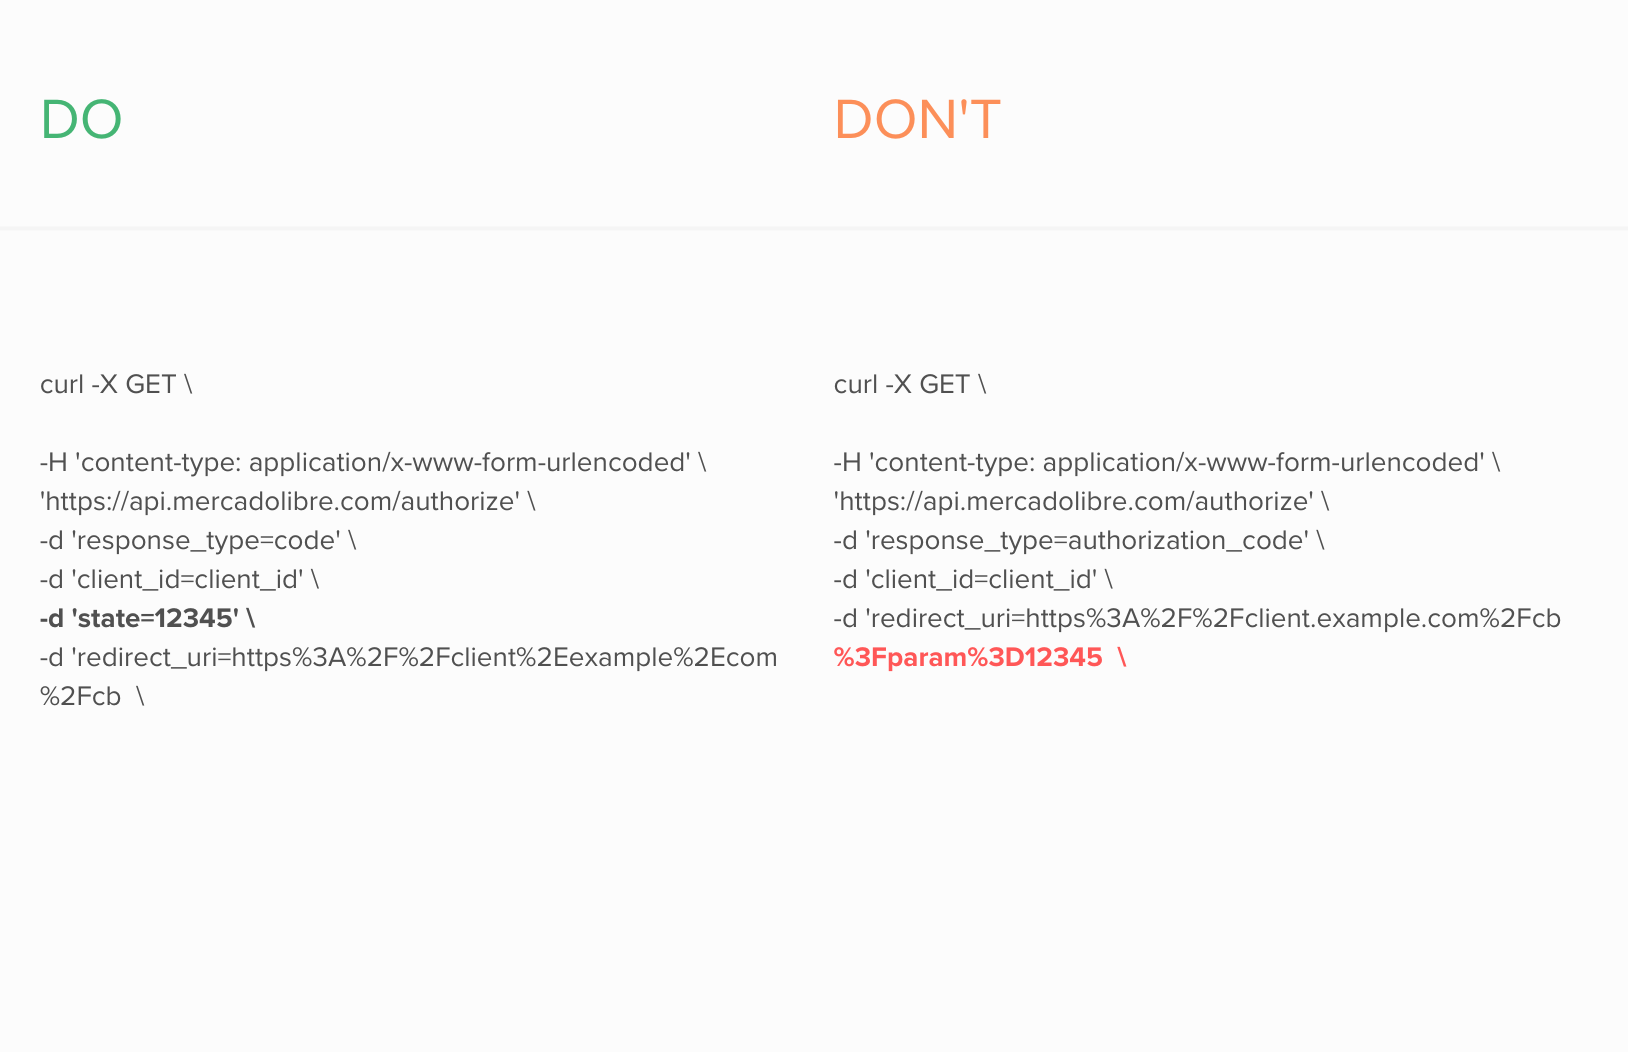 DO
DON'T
curl -X GET \
-H 'content-type: application/x-www-form-urlencoded' \
'https://api.mercadolibre.com/authorize' \
-d 'response_type=code' \
-d 'client_id=client_id' \
-d 'state=12345' \
-d 'redirect_uri=https%3A%2F%2Fclient%2Eexample%2Ecom
%2Fcb  \
curl -X GET \
-H 'content-type: application/x-www-form-urlencoded' \
'https://api.mercadolibre.com/authorize' \
-d 'response_type=authorization_code' \
-d 'client_id=client_id' \
-d 'redirect_uri=https%3A%2F%2Fclient.example.com%2Fcb
%3Fparam%3D12345  \